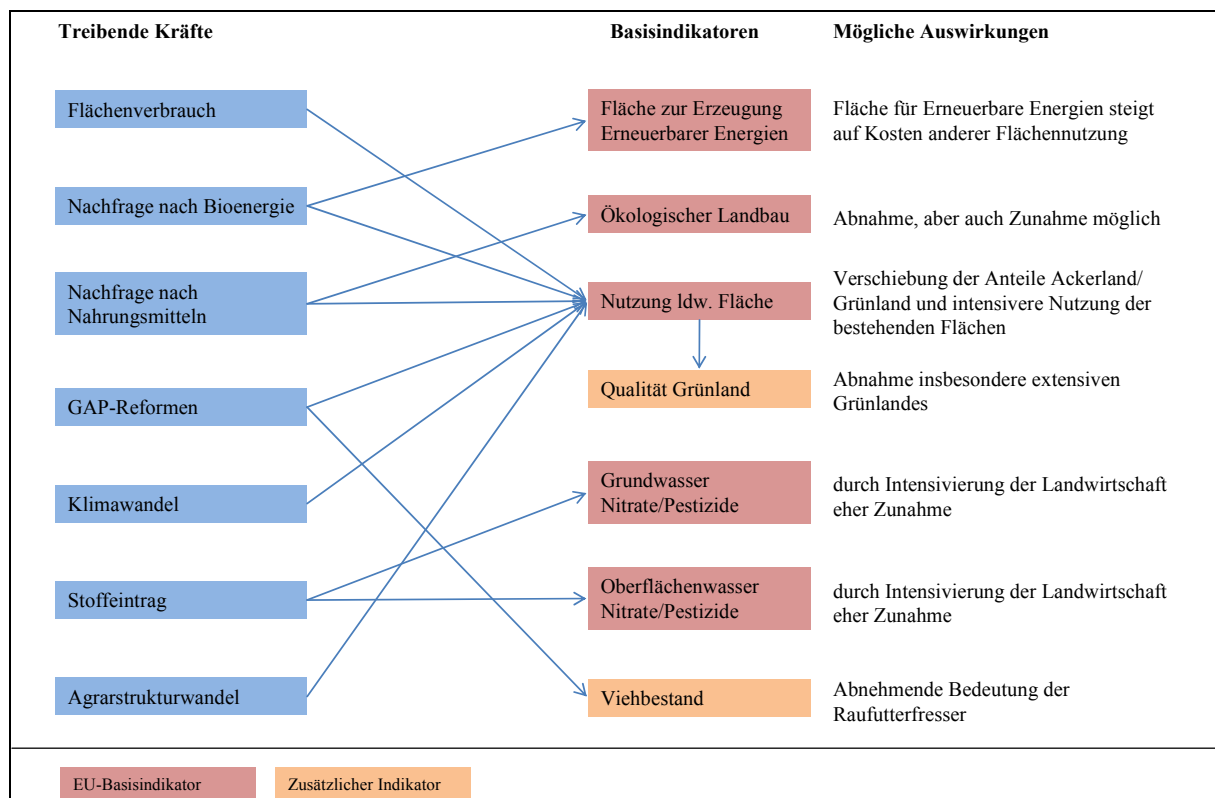 Treibende Kräfte
Basisindikatoren
Mögliche Auswirkungen
Flächenverbrauch
Fläche zur Erzeugung
Erneuerbarer Energien
Fläche für Erneuerbare Energien steigt
auf Kosten anderer Flächennutzung
Nachfrage nach Bioenergie
Ökologischer Landbau
Abnahme, aber auch Zunahme möglich
Nachfrage nach
Nahrungsmitteln
Nutzung ldw. Fläche
Verschiebung der Anteile Ackerland/
Grünland und intensivere Nutzung der
bestehenden Flächen
GAP-Reformen
Qualität Grünland
Abnahme insbesondere extensiven
Grünlandes
Klimawandel
Grundwasser
Nitrate/Pestizide
durch Intensivierung der Landwirtschaft
eher Zunahme
Stoffeintrag
Oberflächenwasser
Nitrate/Pestizide
durch Intensivierung der Landwirtschaft
eher Zunahme
Agrarstrukturwandel
Viehbestand
Abnehmende Bedeutung der
Raufutterfresser
EU-Basisindikator
Zusätzlicher Indikator